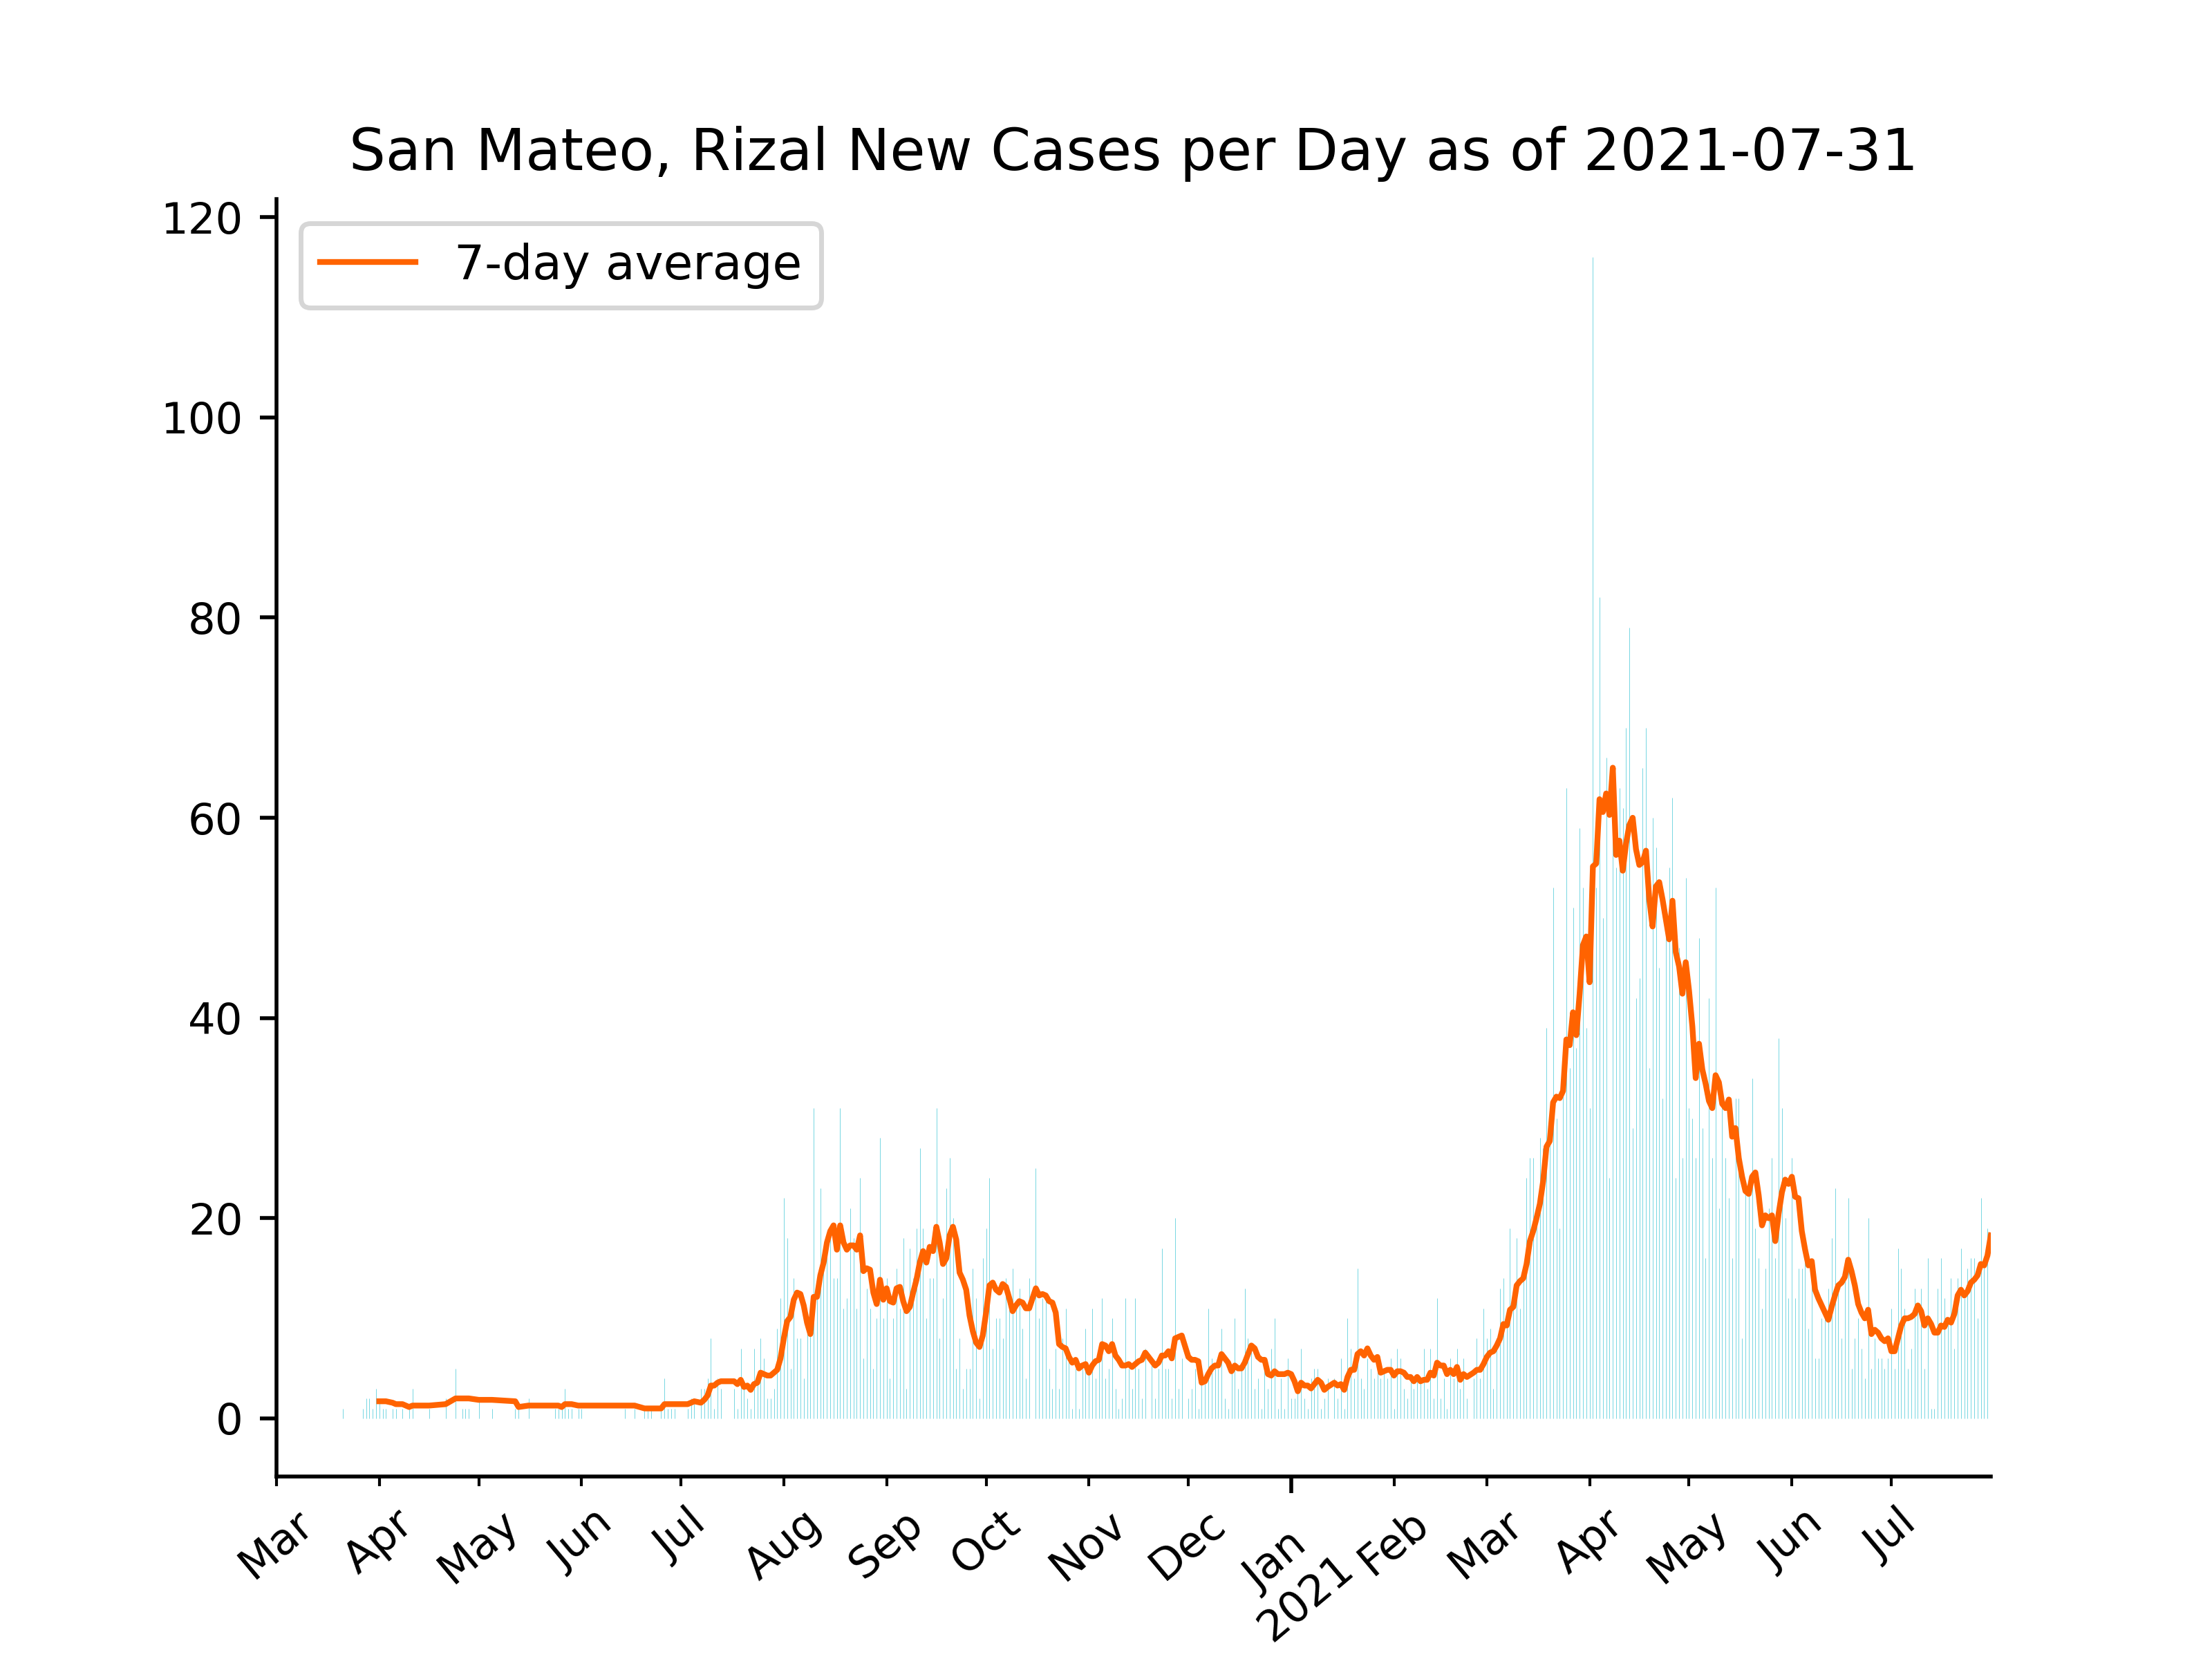 San Mateo, Rizal New Cases per Day as of 2021-07-31
7-day average
120
100
80
60
40
20
0
Mar Apr May Jun Jul Aug Sep Oct Nov Dec Jan Feb Mar Apr May Jun Jul
2021